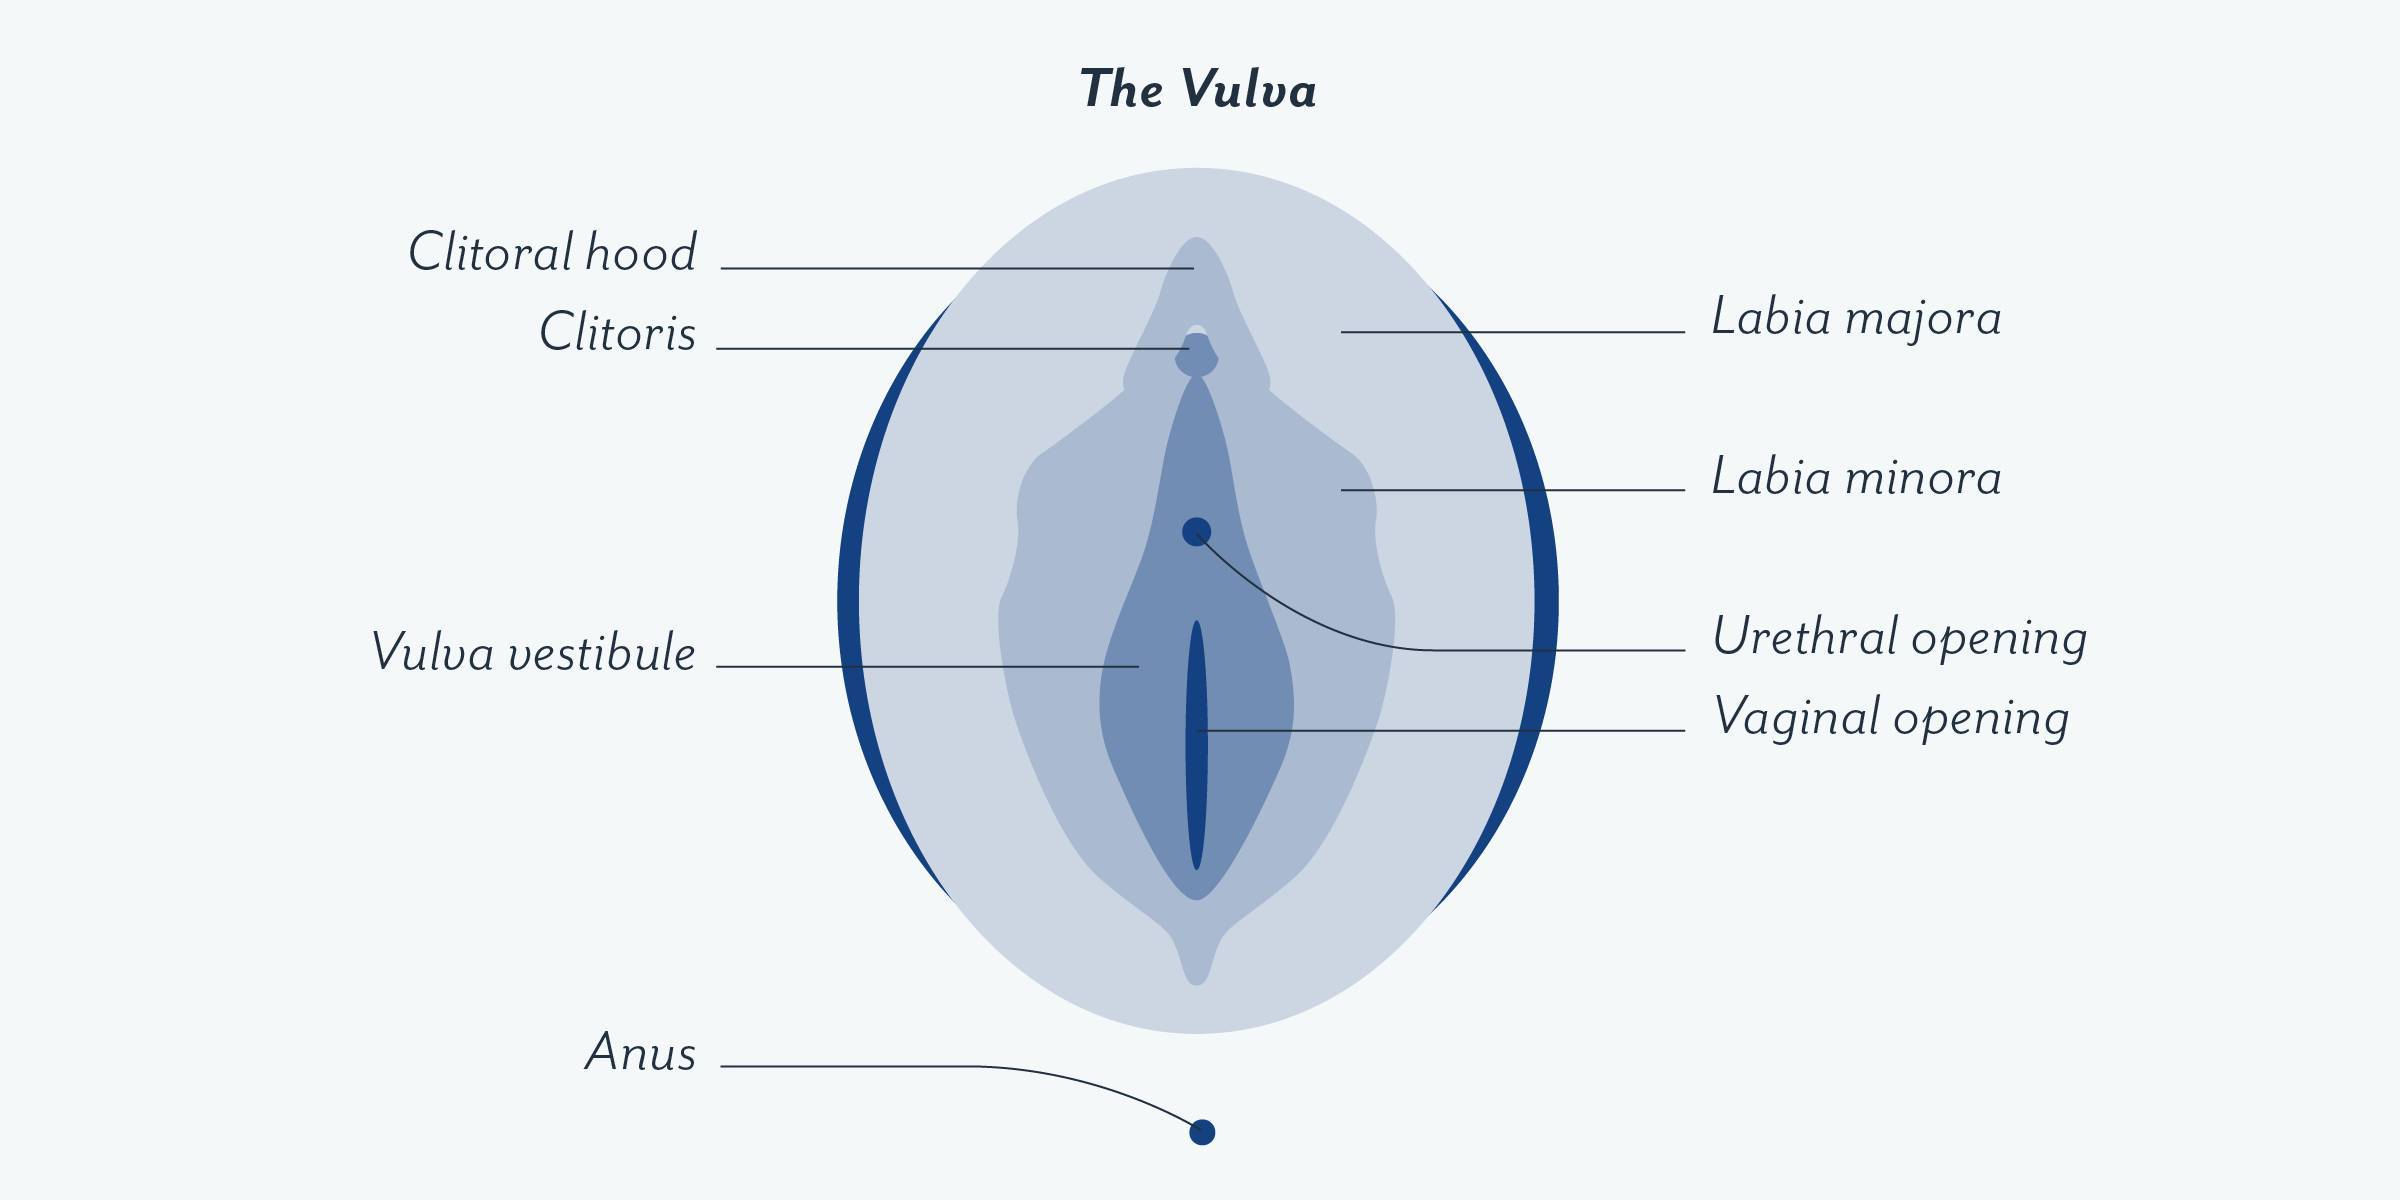 The Vulva
Clitoral hood
Clitoris
Vulva vestibule
Anus
Labia majora
Labia minora
Urethral opening
Vaginal opening